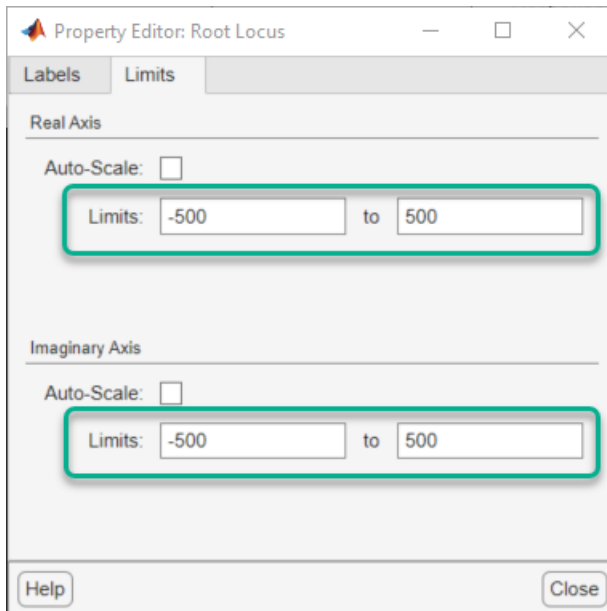 Property Editor: Root Locus
Labels Limits
Real Axis
Auto-Scale:
Limits: -500 to 500
Imaginary Axis
Auto-Scale:
Limits: -500 to 500
Help Close